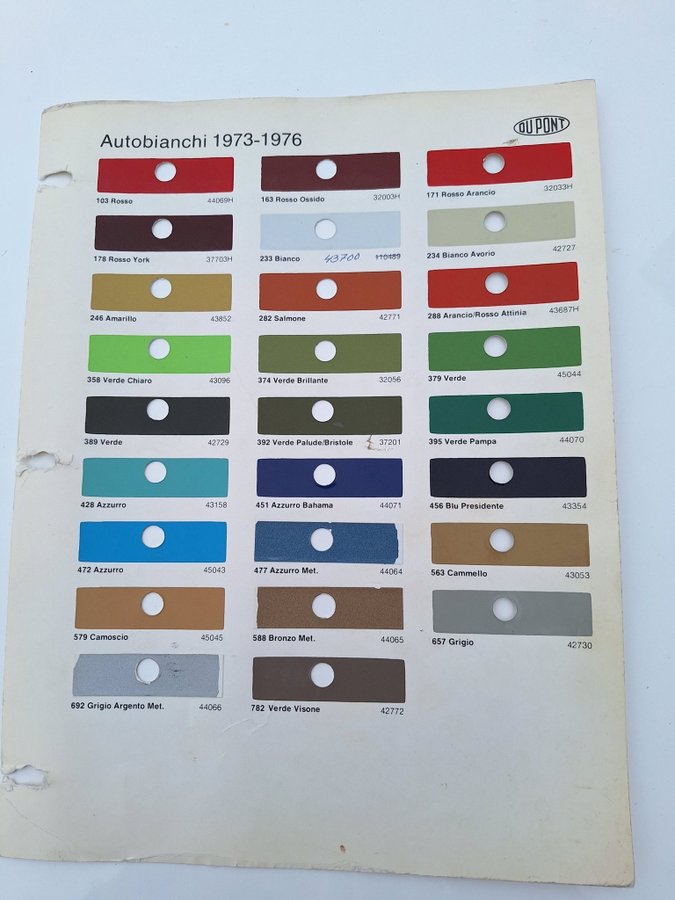 DU PONT
Autobianchi 1973-1976
103 Rosso 44069H
163 Rosso Ossido 32003H
171 Rosso Arancio 32033H
178 Rosso York 37703H
233 Bianco 43700 110489
234 Bianco Avorio 42727
246 Amarillo 43852
282 Salmone 42771
288 Arancio/Rosso Attinia 43687H
358 Verde Chiaro 43096
374 Verde Brillante 32056
379 Verde 45044
389 Verde 42729
392 Verde Palude/Bristole 37201
395 Verde Pampa 44070
428 Azzurro 43158
451 Azzurro Bahama 44071
456 Blu Presidente 43354
472 Azzurro 45043
477 Azzurro Met. 44064
563 Cammello 43053
579 Camoscio 45045
588 Bronzo Met. 44065
657 Grigio 42730
692 Grigio Argento Met. 44066
782 Verde Visone 42772